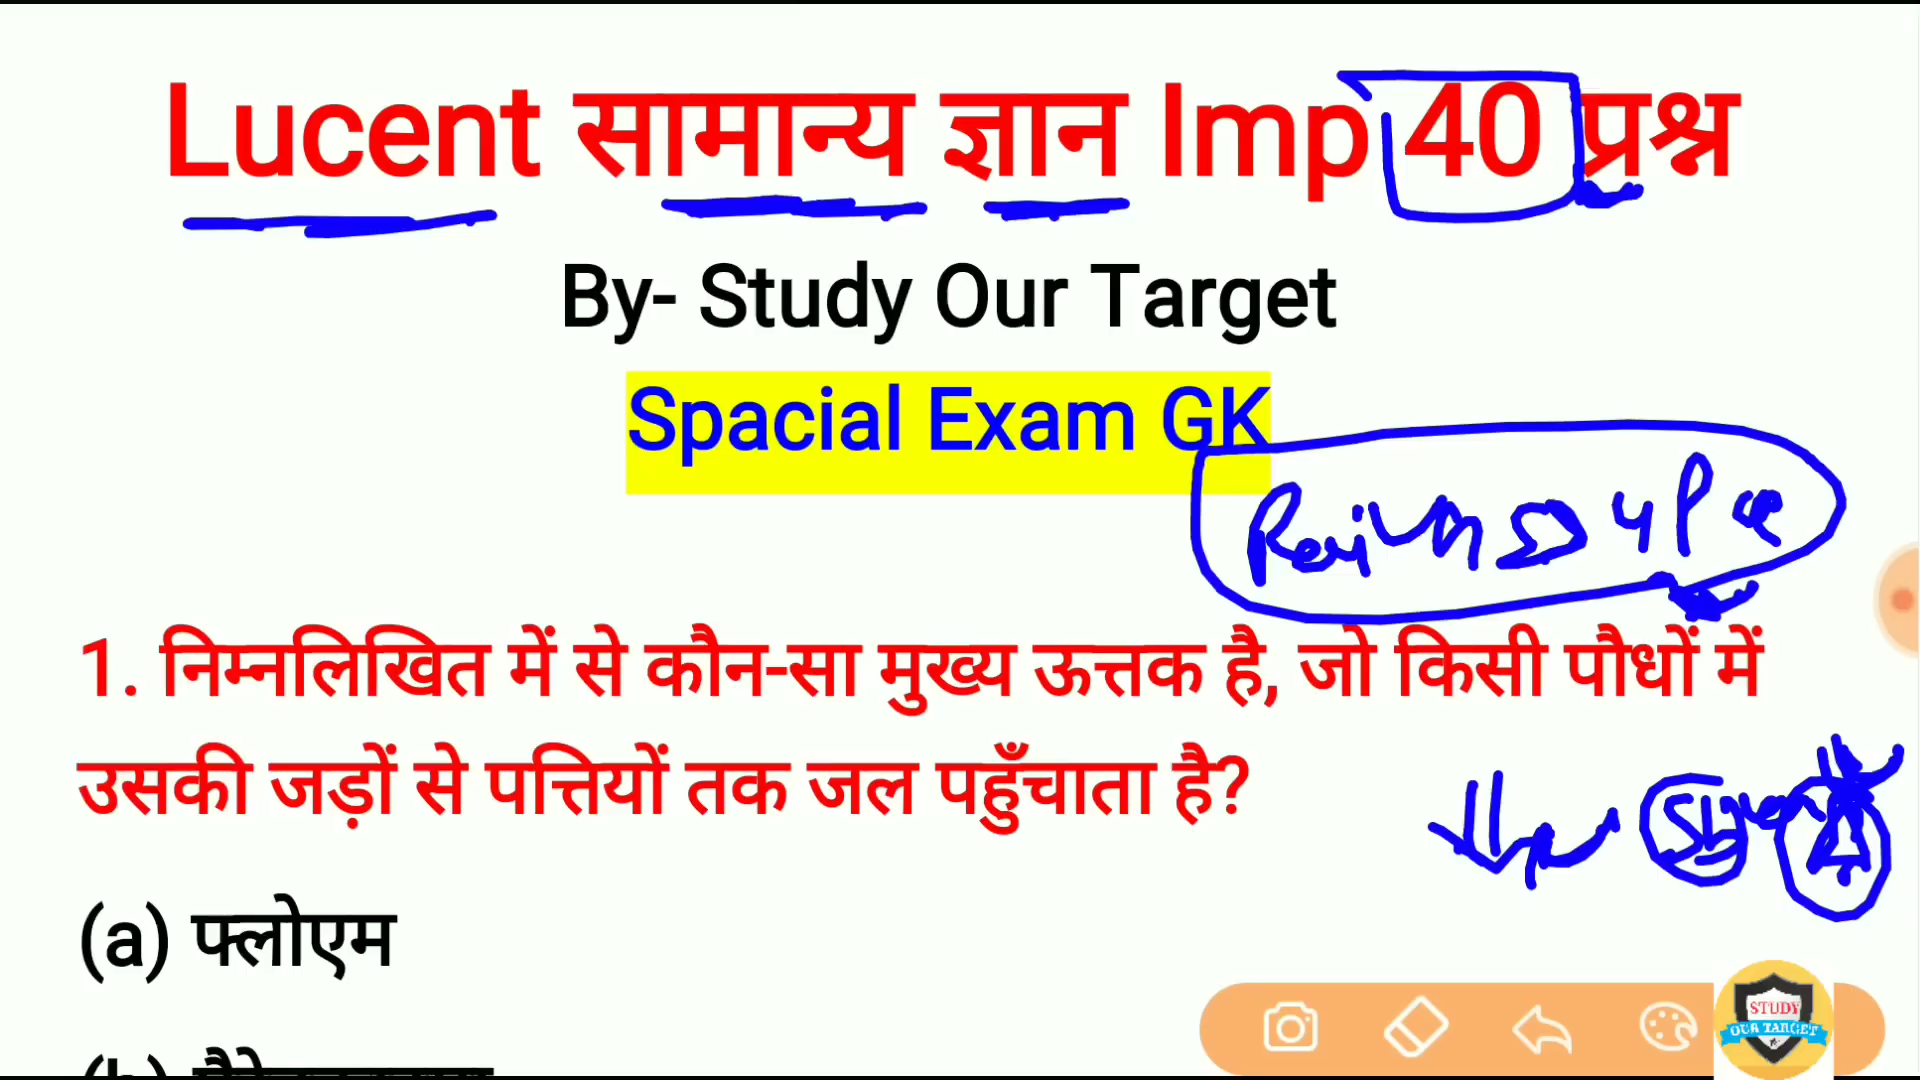 Lucent सामान्य ज्ञान Imp 40 प्रश्न
By- Study Our Target
Spacial Exam GK
1. निम्नलिखित में से कौन-सा मुख्य ऊत्तक है, जो किसी पौधों में
उसकी जड़ों से पत्तियों तक जल पहुँचाता है?
(a) फ्लोएम
(b)
STUDY
OUR TARGET